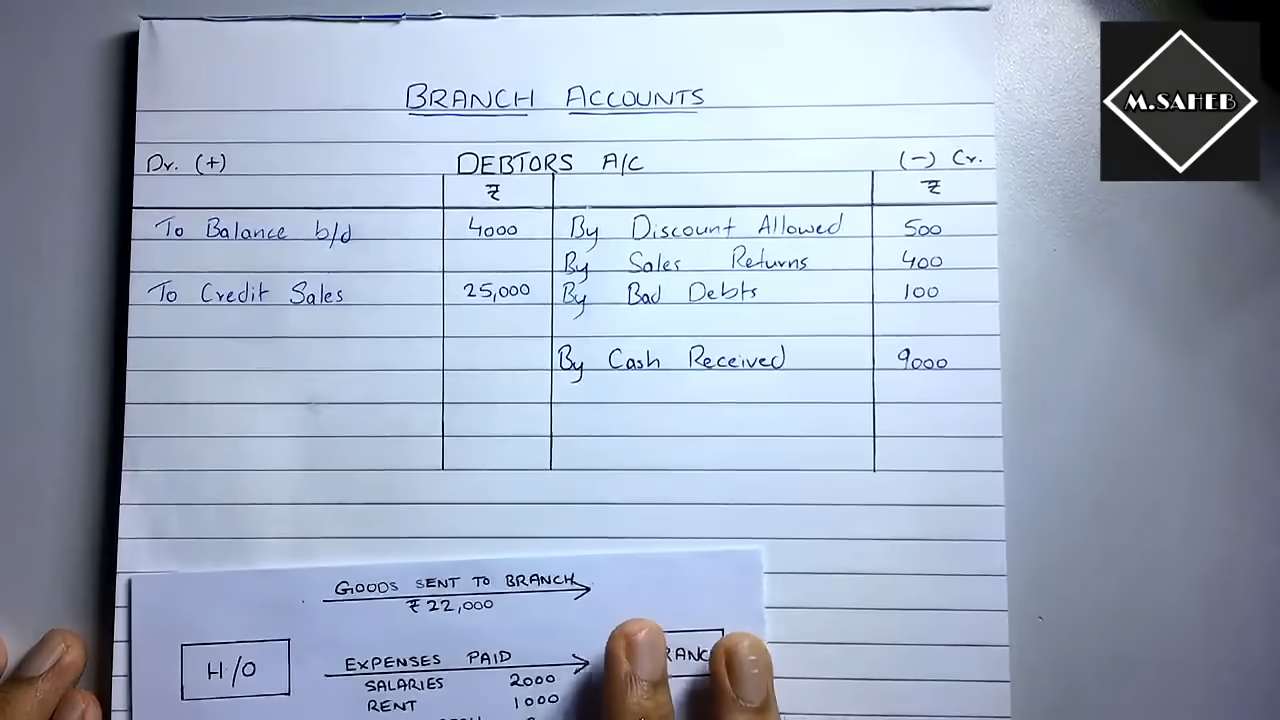 M.SAHEB
BRANCH ACCOUNTS
Dr. (+) DEBTORS A/C (-) Cr.
₹ ₹
To Balance b/d 4000 By Discount Allowed 500
By Sales Returns 400
To Credit Sales 25,000 By Bad Debts 100
By Cash Received 9000
GOODS SENT TO BRANCH
₹ 22,000
H/O
EXPENSES PAID
SALARIES 2000
RENT 1000